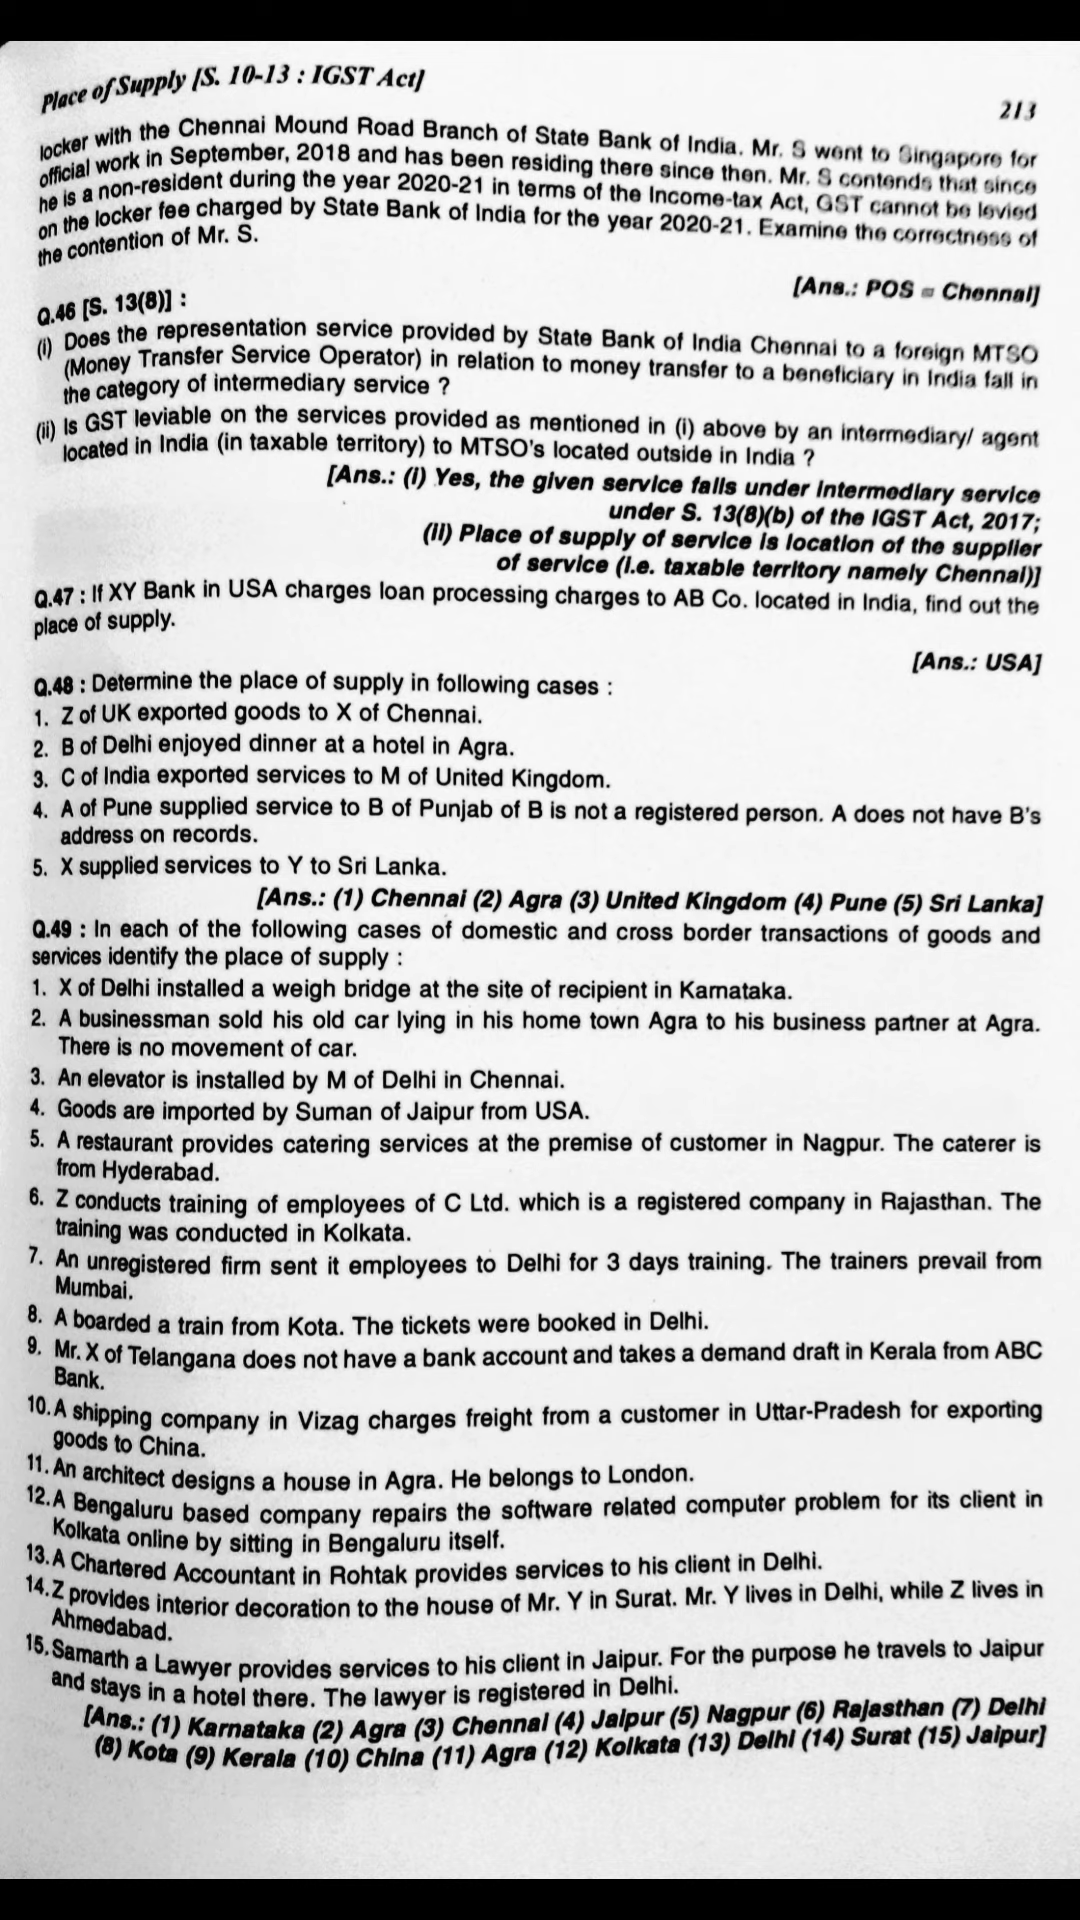 Place of Supply [S. 10-13 : IGST Act]
213
locker with the Chennai Mound Road Branch of State Bank of India. Mr. S went to Singapore for
official work in September, 2018 and has been residing there since then. Mr. S contends that since
he is a non-resident during the year 2020-21 in terms of the Income-tax Act, GST cannot be levied
on the locker fee charged by State Bank of India for the year 2020-21. Examine the correctness of
the contention of Mr. S.
[Ans.: POS = Chennai]
Q.46 [S. 13(8)] :
(i) Does the representation service provided by State Bank of India Chennai to a foreign MTSO
(Money Transfer Service Operator) in relation to money transfer to a beneficiary in India fall in
the category of intermediary service ?
(ii) Is GST leviable on the services provided as mentioned in (i) above by an intermediary/ agent
located in India (in taxable territory) to MTSO's located outside in India ?
[Ans.: (i) Yes, the given service falls under intermediary service
under S. 13(8)(b) of the IGST Act, 2017;
(ii) Place of supply of service is location of the supplier
of service (i.e. taxable territory namely Chennai)]
Q.47 : If XY Bank in USA charges loan processing charges to AB Co. located in India, find out the
place of supply.
[Ans.: USA]
Q.48 : Determine the place of supply in following cases :
1. Z of UK exported goods to X of Chennai.
2. B of Delhi enjoyed dinner at a hotel in Agra.
3. C of India exported services to M of United Kingdom.
4. A of Pune supplied service to B of Punjab of B is not a registered person. A does not have B's
address on records.
5. X supplied services to Y to Sri Lanka.
[Ans.: (1) Chennai (2) Agra (3) United Kingdom (4) Pune (5) Sri Lanka]
Q.49 : In each of the following cases of domestic and cross border transactions of goods and
services identify the place of supply :
1. X of Delhi installed a weigh bridge at the site of recipient in Karnataka.
2. A businessman sold his old car lying in his home town Agra to his business partner at Agra.
There is no movement of car.
3. An elevator is installed by M of Delhi in Chennai.
4. Goods are imported by Suman of Jaipur from USA.
5. A restaurant provides catering services at the premise of customer in Nagpur. The caterer is
from Hyderabad.
6. Z conducts training of employees of C Ltd. which is a registered company in Rajasthan. The
training was conducted in Kolkata.
7. An unregistered firm sent it employees to Delhi for 3 days training. The trainers prevail from
Mumbai.
8. A boarded a train from Kota. The tickets were booked in Delhi.
9. Mr. X of Telangana does not have a bank account and takes a demand draft in Kerala from ABC
Bank.
10. A shipping company in Vizag charges freight from a customer in Uttar-Pradesh for exporting
goods to China.
11. An architect designs a house in Agra. He belongs to London.
12. A Bengaluru based company repairs the software related computer problem for its client in
Kolkata online by sitting in Bengaluru itself.
13. A Chartered Accountant in Rohtak provides services to his client in Delhi.
14. Z provides interior decoration to the house of Mr. Y in Surat. Mr. Y lives in Delhi, while Z lives in
Ahmedabad.
15. Samarth a Lawyer provides services to his client in Jaipur. For the purpose he travels to Jaipur
and stays in a hotel there. The lawyer is registered in Delhi.
[Ans.: (1) Karnataka (2) Agra (3) Chennai (4) Jaipur (5) Nagpur (6) Rajasthan (7) Delhi
(8) Kota (9) Kerala (10) China (11) Agra (12) Kolkata (13) Delhi (14) Surat (15) Jaipur]